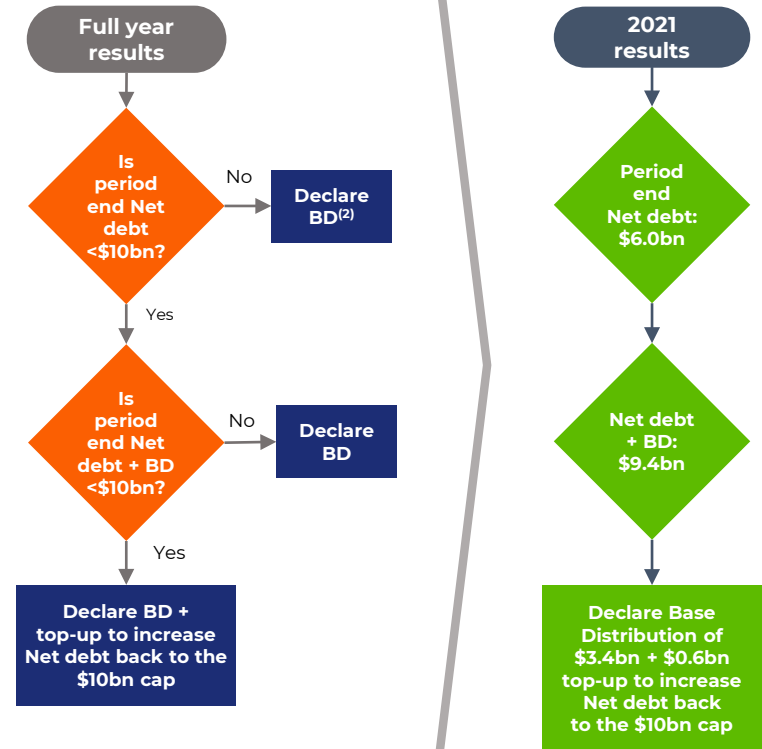 Full year
results
Is
period
end Net
debt
<$10bn?
No
Declare
BD(2)
Yes
Is
period
end Net
debt + BD
<$10bn?
No
Declare
BD
Yes
Declare BD +
top-up to increase
Net debt back to the
$10bn cap
2021
results
Period
end
Net debt:
$6.0bn
Net debt
+ BD:
$9.4bn
Declare Base
Distribution of
$3.4bn + $0.6bn
top-up to increase
Net debt back
to the $10bn cap